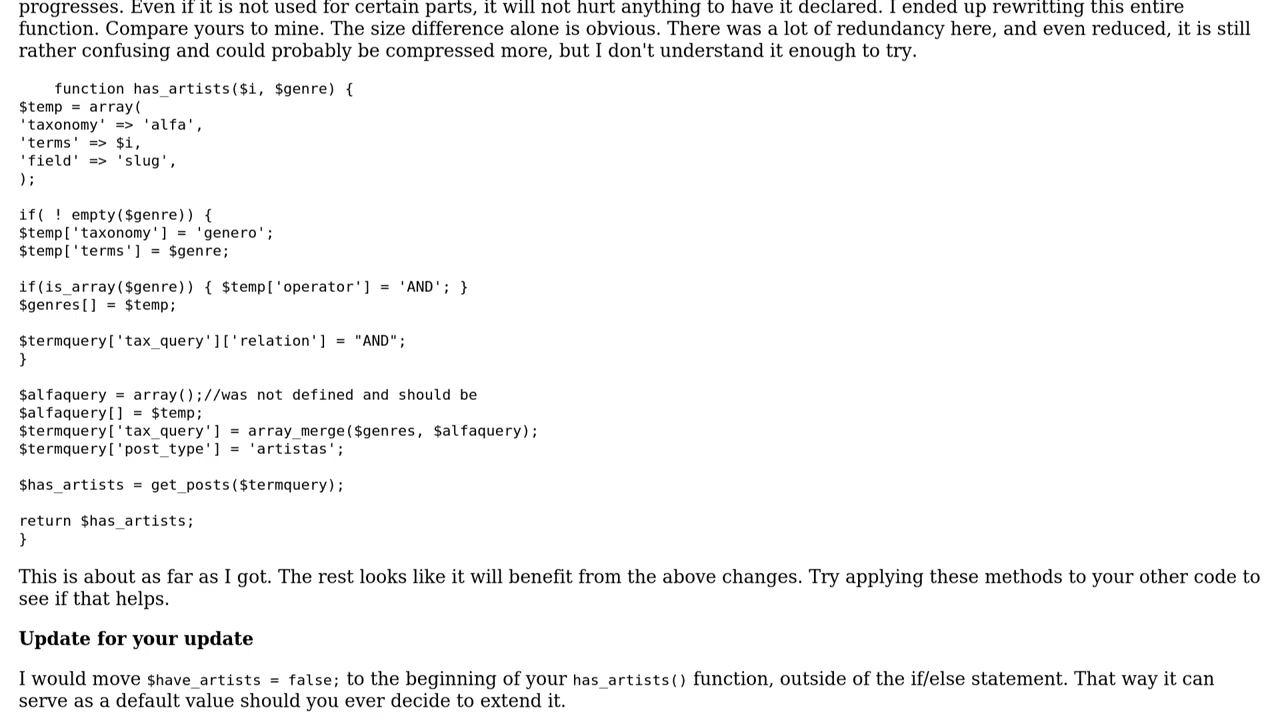 progresses. Even if it is not used for certain parts, it will not hurt anything to have it declared. I ended up rewritting this entire
function. Compare yours to mine. The size difference alone is obvious. There was a lot of redundancy here, and even reduced, it is still
rather confusing and could probably be compressed more, but I don't understand it enough to try.
function has_artists($i, $genre) {
$temp = array(
'taxonomy' => 'alfa',
'terms' => $i,
'field' => 'slug',
);
if( ! empty($genre)) {
$temp['taxonomy'] = 'genero';
$temp['terms'] = $genre;
if(is_array($genre)) { $temp['operator'] = 'AND'; }
$genres[] = $temp;
$termquery['tax_query']['relation'] = "AND";
}
$alfaquery = array();//was not defined and should be
$alfaquery[] = $temp;
$termquery['tax_query'] = array_merge($genres, $alfaquery);
$termquery['post_type'] = 'artistas';
$has_artists = get_posts($termquery);
return $has_artists;
}
This is about as far as I got. The rest looks like it will benefit from the above changes. Try applying these methods to your other code to
see if that helps.
Update for your update
I would move $have_artists = false; to the beginning of your has_artists() function, outside of the if/else statement. That way it can
serve as a default value should you ever decide to extend it.